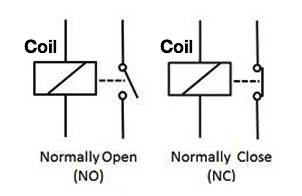 Coil Coil
Normally Open Normally Close
(NO) (NC)